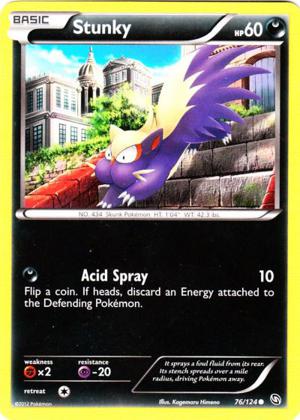 BASIC
Stunky HP 60
NO. 434 Skunk Pokémon HT. 1'04" WT. 42.3 lbs.
Acid Spray 10
Flip a coin. If heads, discard an Energy attached to
the Defending Pokémon.
weakness
×2
resistance
-20
retreat
It sprays a foul fluid from its rear.
Its stench spreads over a mile
radius, driving Pokémon away.
©2012 Pokémon
Illus. Kagemaru Himeno
76/124